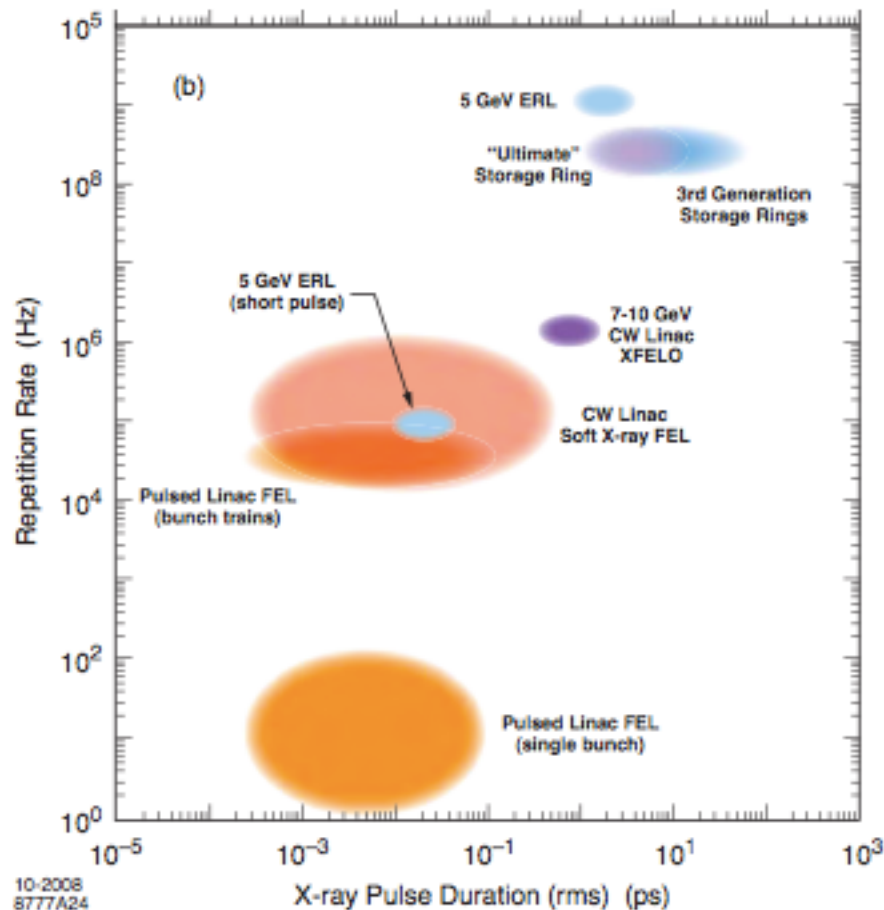 10⁵
(b)
5 GeV ERL
"Ultimate"
Storage Ring
10⁸
3rd Generation
Storage Rings
5 GeV ERL
(short pulse)
7-10 GeV
CW Linac
XFELO
10⁶
CW Linac
Soft X-ray FEL
Pulsed Linac FEL
(bunch trains)
10⁴
Repetition Rate (Hz)
10²
Pulsed Linac FEL
(single bunch)
10⁰
10⁻⁵
10⁻³
10⁻¹
10¹
10³
10-2008
8777A24
X-ray Pulse Duration (rms) (ps)